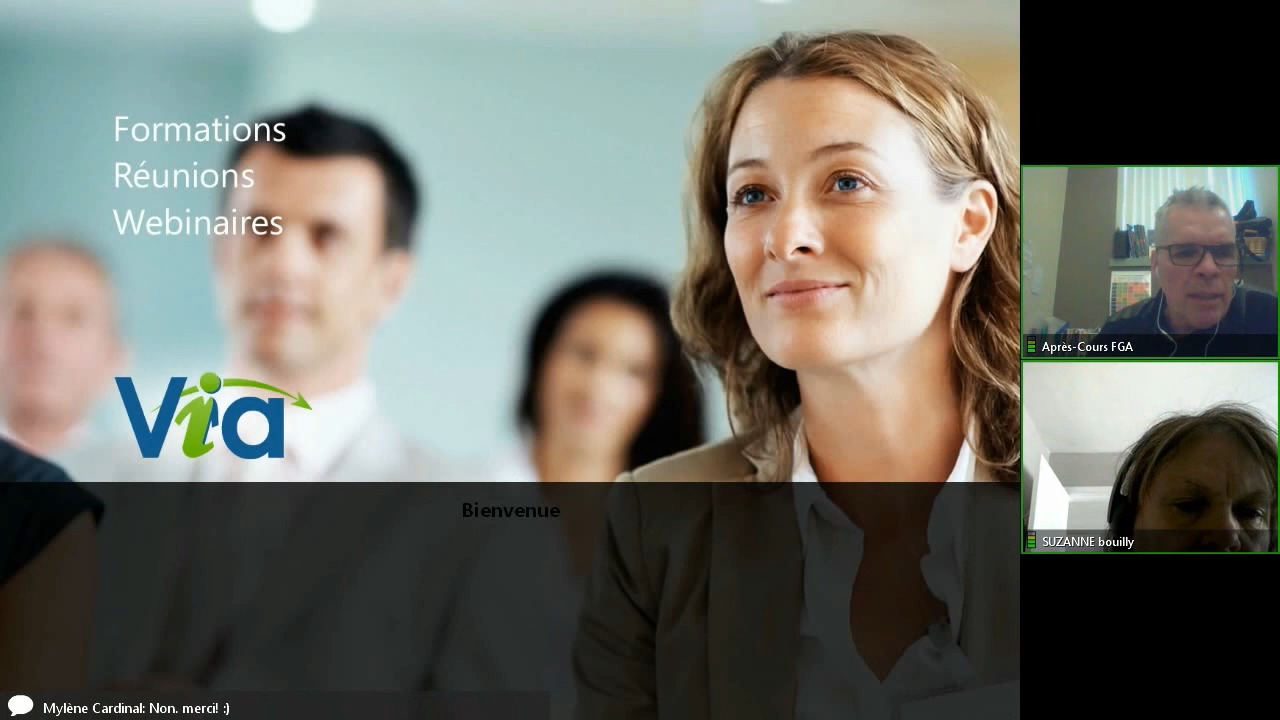 Formations
Réunions
Webinaires
Via
Bienvenue
Après-Cours FGA
SUZANNE bouilly
Mylène Cardinal: Non. merci! :)